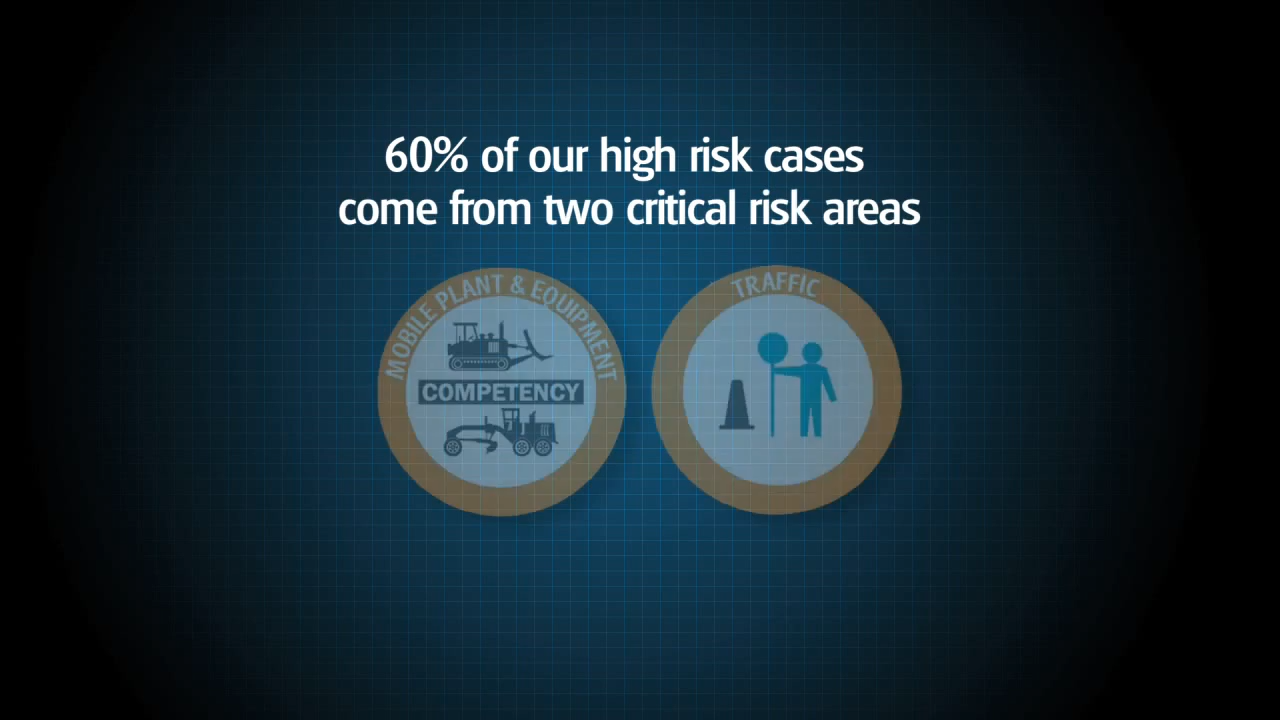 60% of our high risk cases
come from two critical risk areas
MOBILE PLANT & EQUIPMENT
COMPETENCY
TRAFFIC